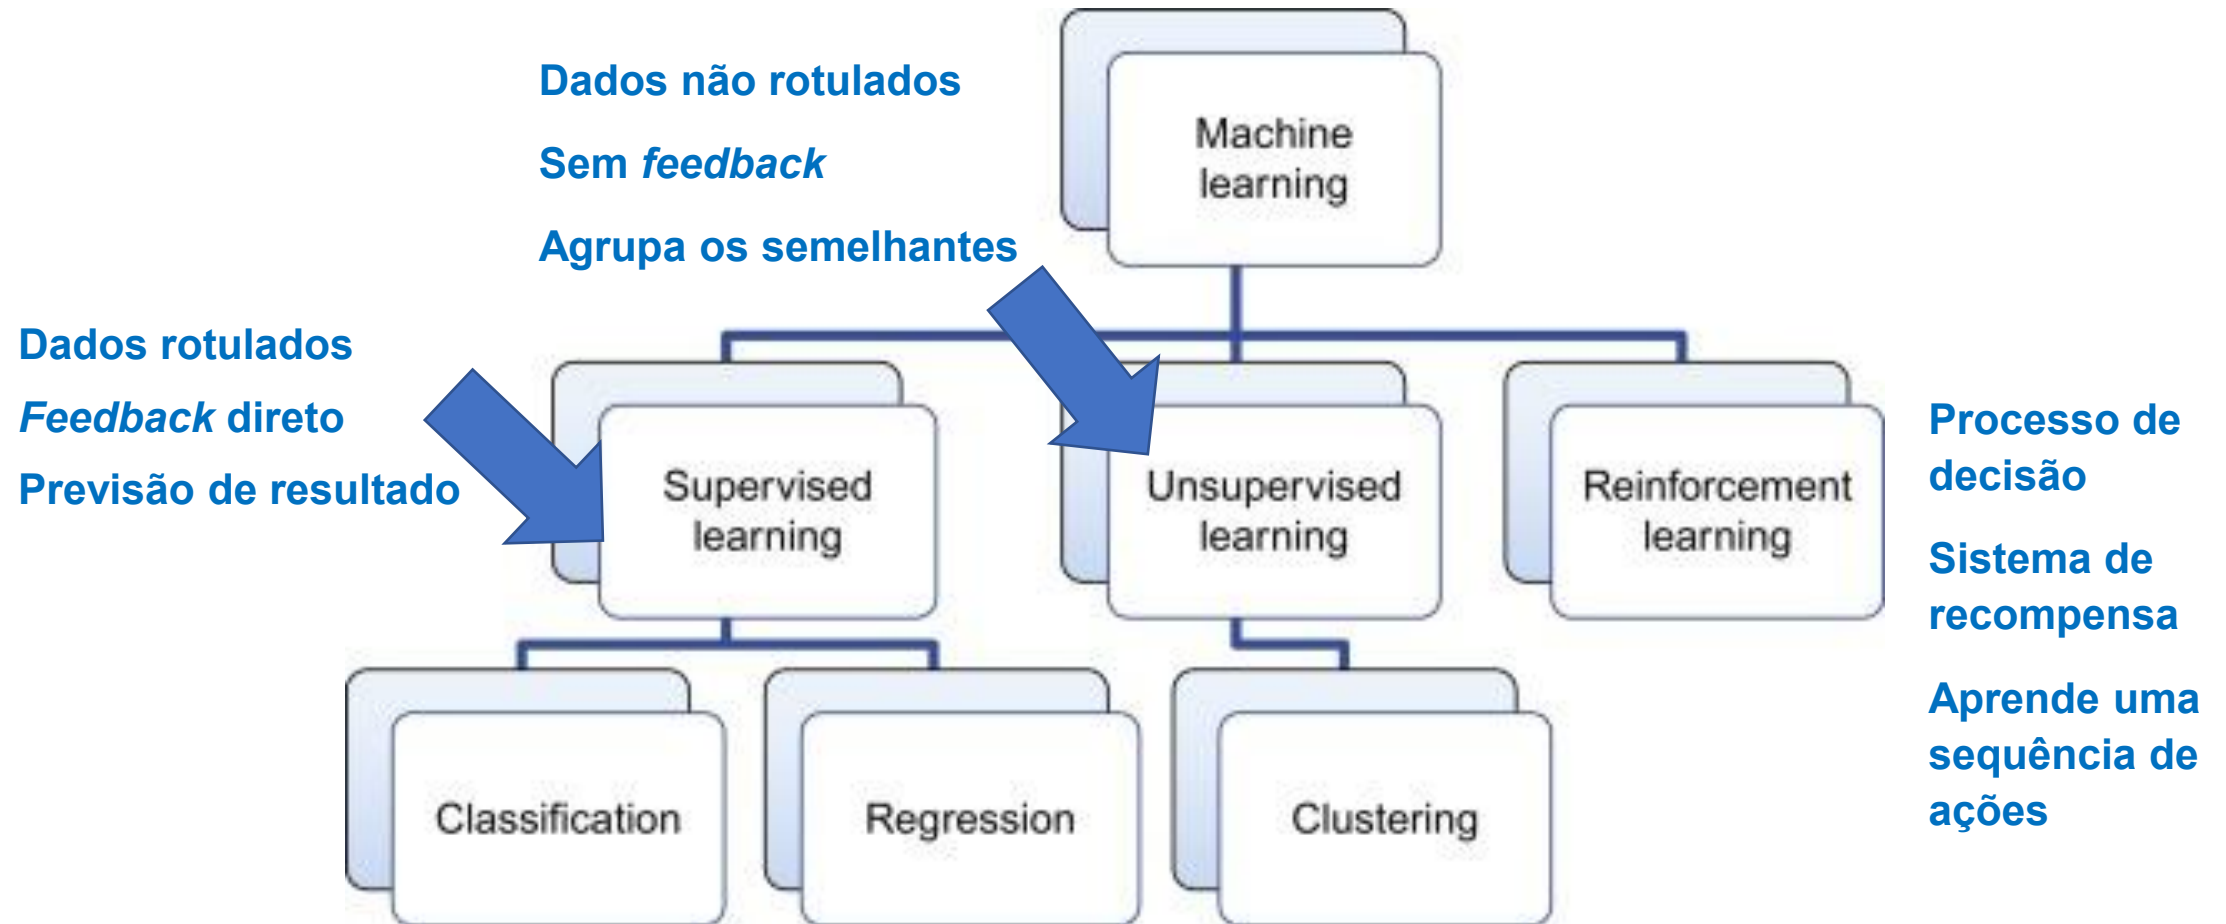 Dados não rotulados
Sem feedback
Agrupa os semelhantes
Machine
learning
Dados rotulados
Feedback direto
Previsão de resultado
Supervised
learning
Unsupervised
learning
Reinforcement
learning
Processo de
decisão
Sistema de
recompensa
Aprende uma
sequência de
ações
Classification
Regression
Clustering